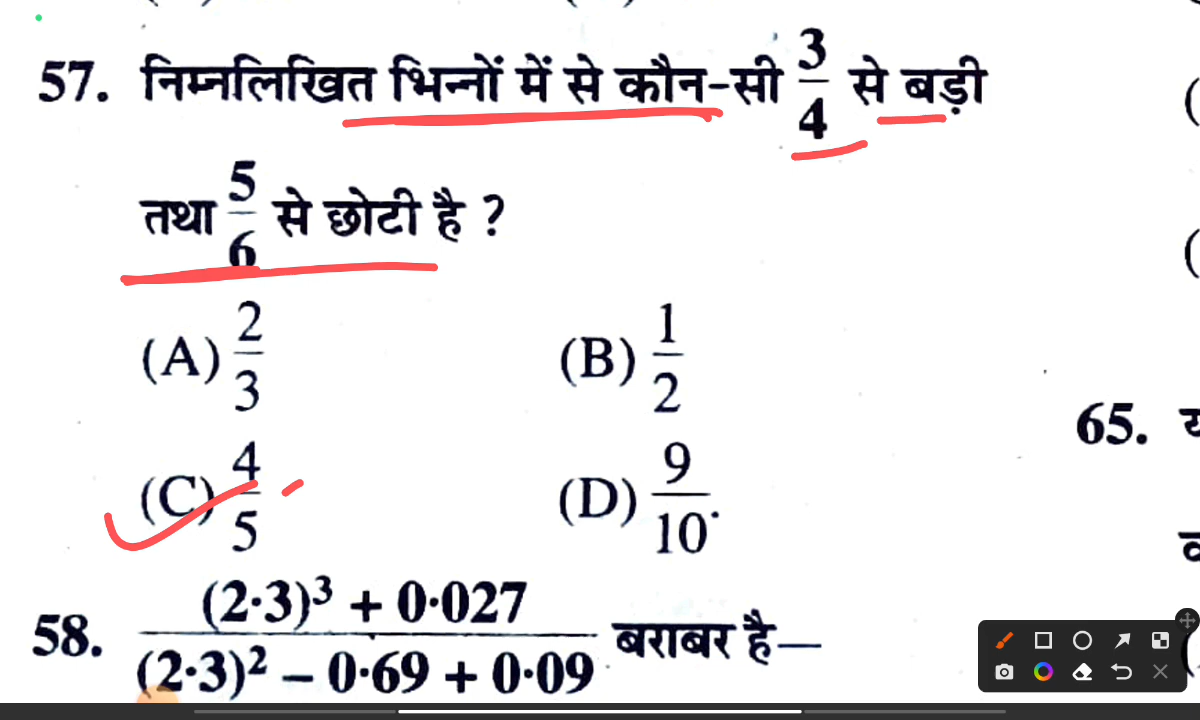 57. निम्नलिखित भिन्नों में से कौन-सी 3/4 से बड़ी
तथा 5/6 से छोटी है ?
(A) 2/3 (B) 1/2
(C) 4/5 (D) 9/10.
58. (2·3)³ + 0·027 / (2·3)² – 0·69 + 0·09 बराबर है—
65.